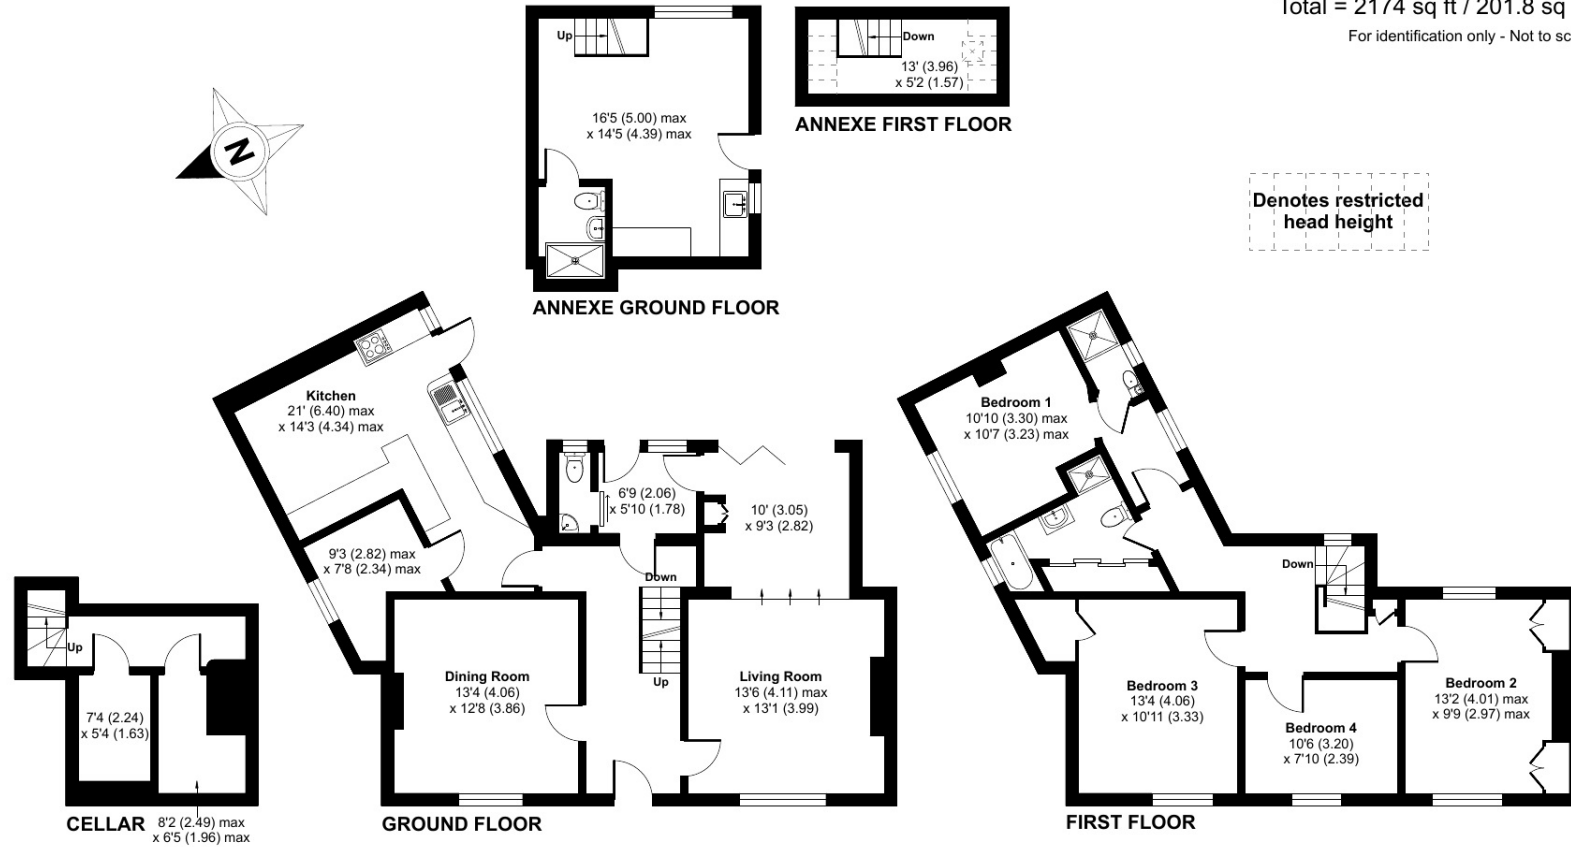 Total = 2174 sq ft / 201.8 sq
For identification only - Not to sc
Up
16'5 (5.00) max
x 14'5 (4.39) max
ANNEXE GROUND FLOOR
Down
13' (3.96)
x 5'2 (1.57)
ANNEXE FIRST FLOOR
N
Denotes restricted
head height
Up
7'4 (2.24)
x 5'4 (1.63)
CELLAR
8'2 (2.49) max
x 6'5 (1.96) max
Kitchen
21' (6.40) max
x 14'3 (4.34) max
9'3 (2.82) max
x 7'8 (2.34) max
6'9 (2.06)
x 5'10 (1.78)
10' (3.05)
x 9'3 (2.82)
Down
Up
Dining Room
13'4 (4.06)
x 12'8 (3.86)
Living Room
13'6 (4.11) max
x 13'1 (3.99)
GROUND FLOOR
Bedroom 1
10'10 (3.30) max
x 10'7 (3.23) max
Down
Bedroom 3
13'4 (4.06)
x 10'11 (3.33)
Bedroom 4
10'6 (3.20)
x 7'10 (2.39)
Bedroom 2
13'2 (4.01) max
x 9'9 (2.97) max
FIRST FLOOR